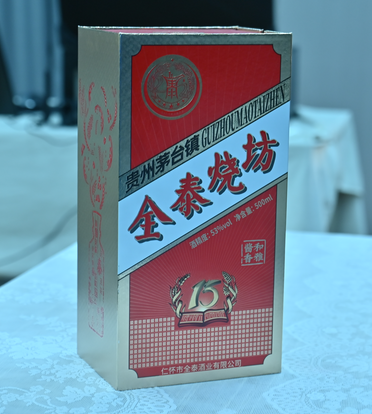 贵州茅台镇 GUIZHOUMAOTAIZHEN
全泰烧坊
酒精度: 53%vol 净含量: 500ml
酱和
香雅
15
仁怀市全泰酒业有限公司